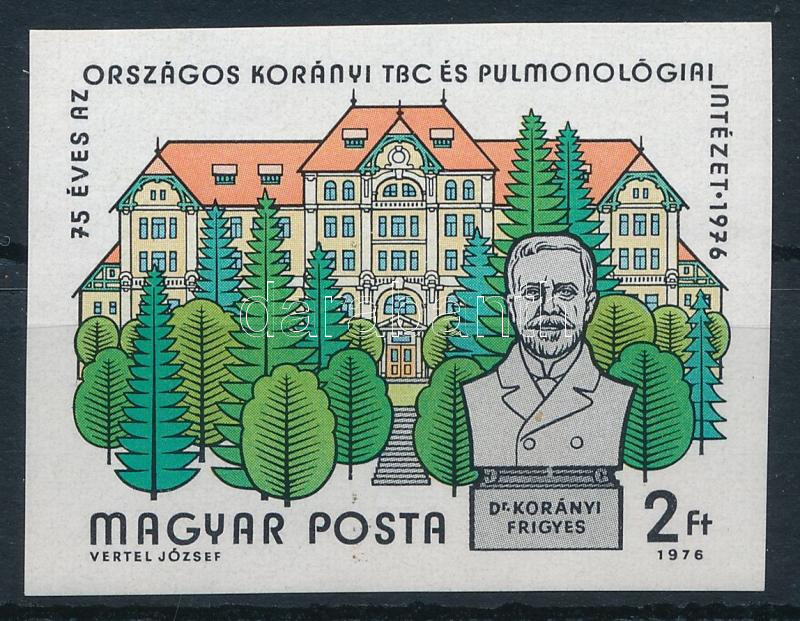 75 ÉVES AZ ORSZÁGOS KORÁNYI TBC ÉS PULMONOLÓGIAI INTÉZET • 1976
darabanth
Dr. KORÁNYI
FRIGYES
MAGYAR POSTA 2 Ft
VERTEL JÓZSEF 1976